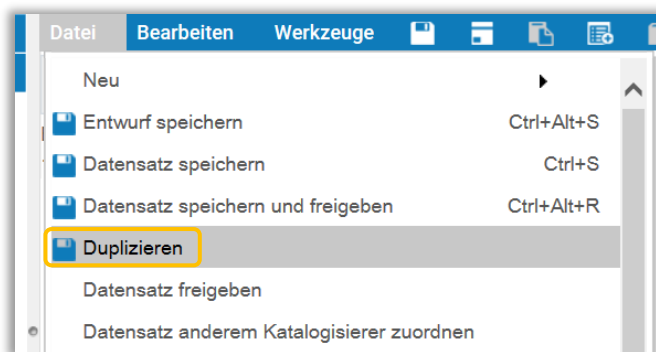 Datei Bearbeiten Werkzeuge
Neu
Entwurf speichern Ctrl+Alt+S
Datensatz speichern Ctrl+S
Datensatz speichern und freigeben Ctrl+Alt+R
Duplizieren
Datensatz freigeben
Datensatz anderem Katalogisierer zuordnen